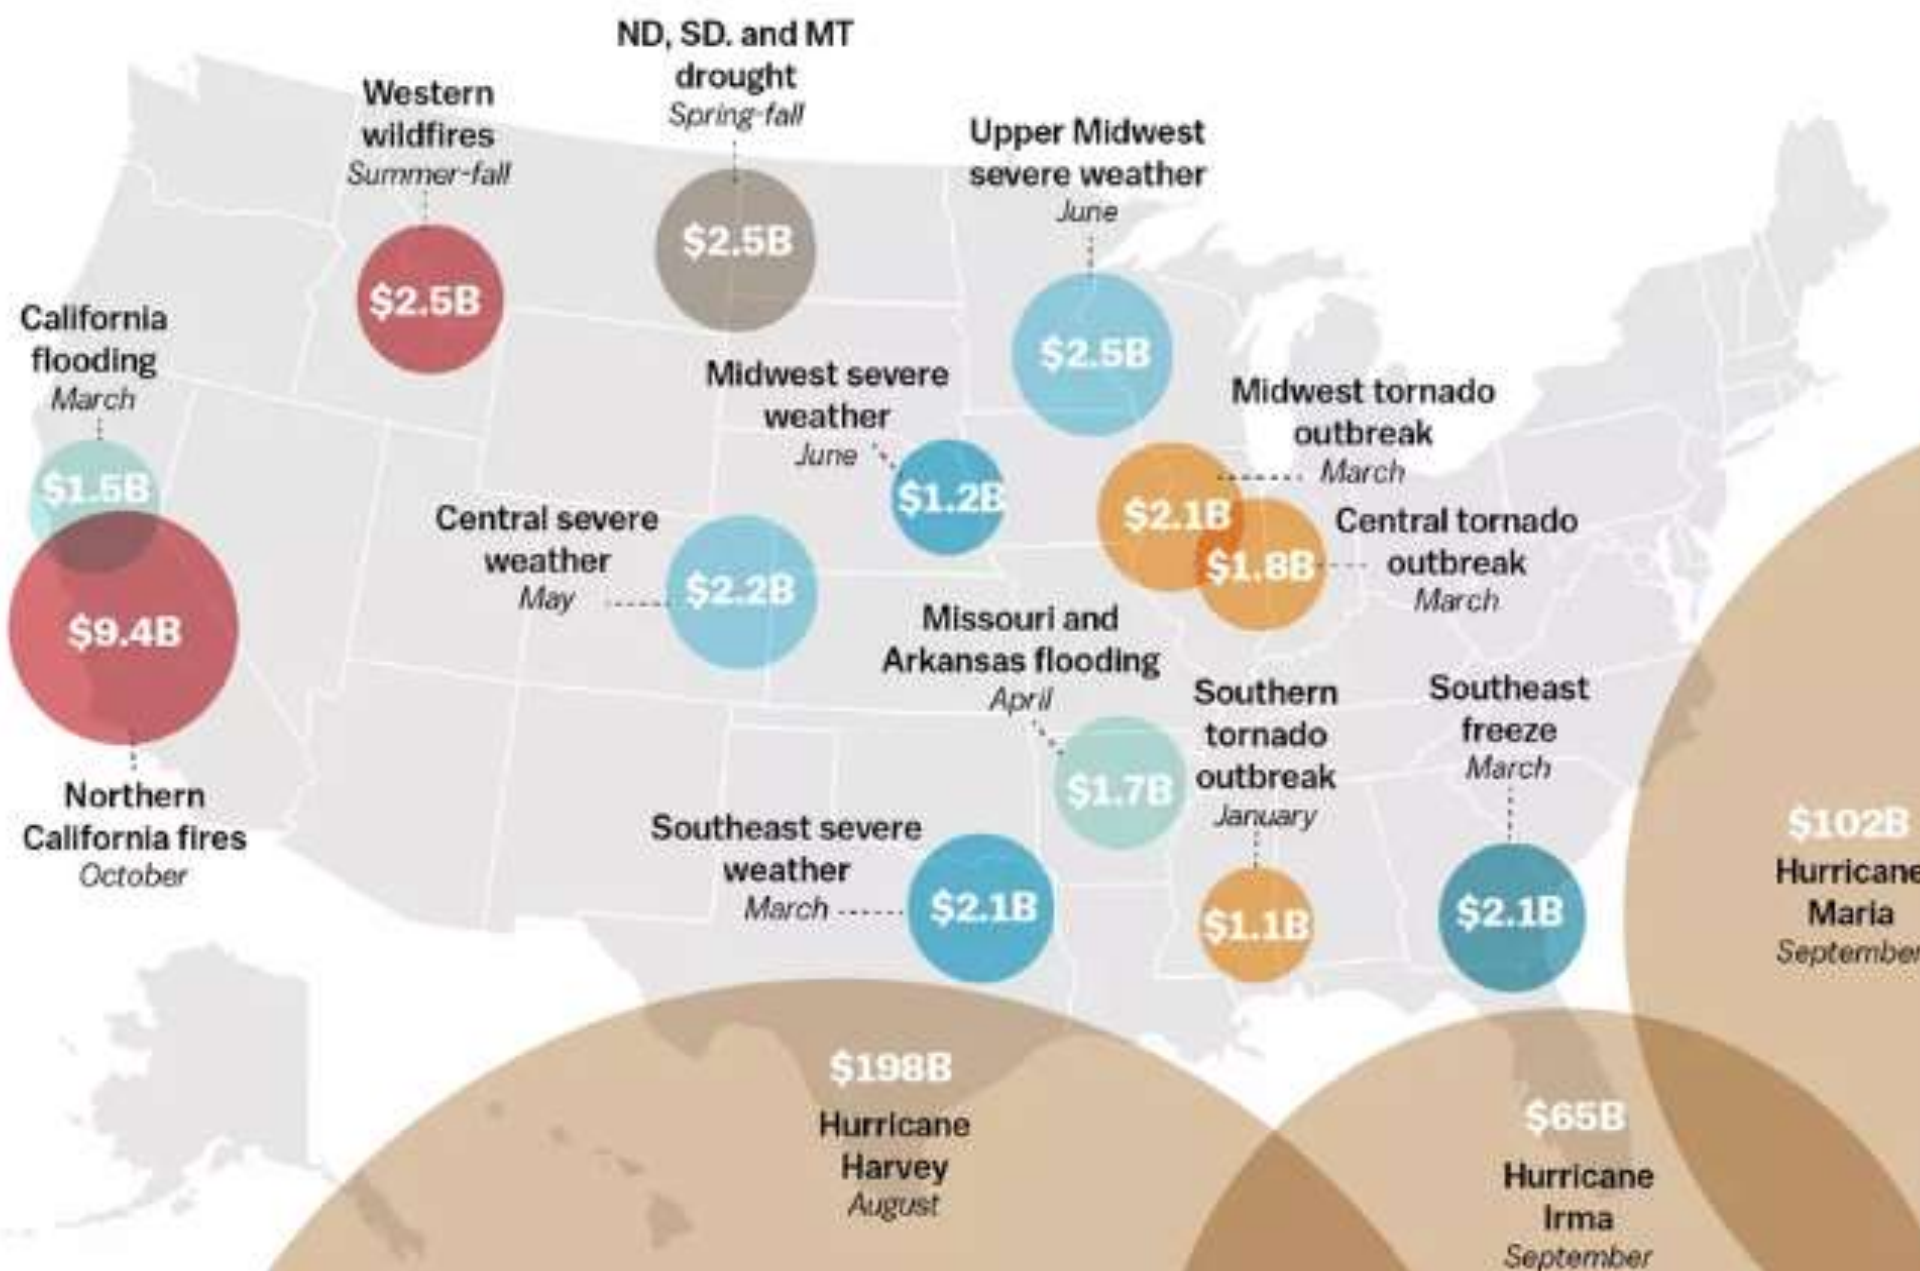 ND, SD. and MT
drought
Spring-fall
$2.5B
Western
wildfires
Summer-fall
$2.5B
Upper Midwest
severe weather
June
$2.5B
California
flooding
March
$1.5B
Midwest severe
weather
June
$1.2B
Midwest tornado
outbreak
March
$2.1B
Central severe
weather
May
$2.2B
Central tornado
outbreak
March
$1.8B
$9.4B
Northern
California fires
October
Missouri and
Arkansas flooding
April
$1.7B
Southern
tornado
outbreak
January
$1.1B
Southeast
freeze
March
$2.1B
Southeast severe
weather
March
$2.1B
$102B
Hurricane
Maria
September
$198B
Hurricane
Harvey
August
$65B
Hurricane
Irma
September